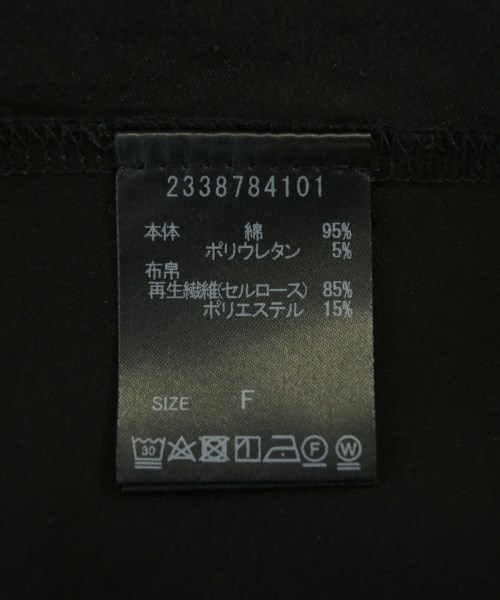 2338784101
本体 綿 95%
ポリウレタン 5%
布帛
再生繊維(セルロース) 85%
ポリエステル 15%
SIZE F
30 F W